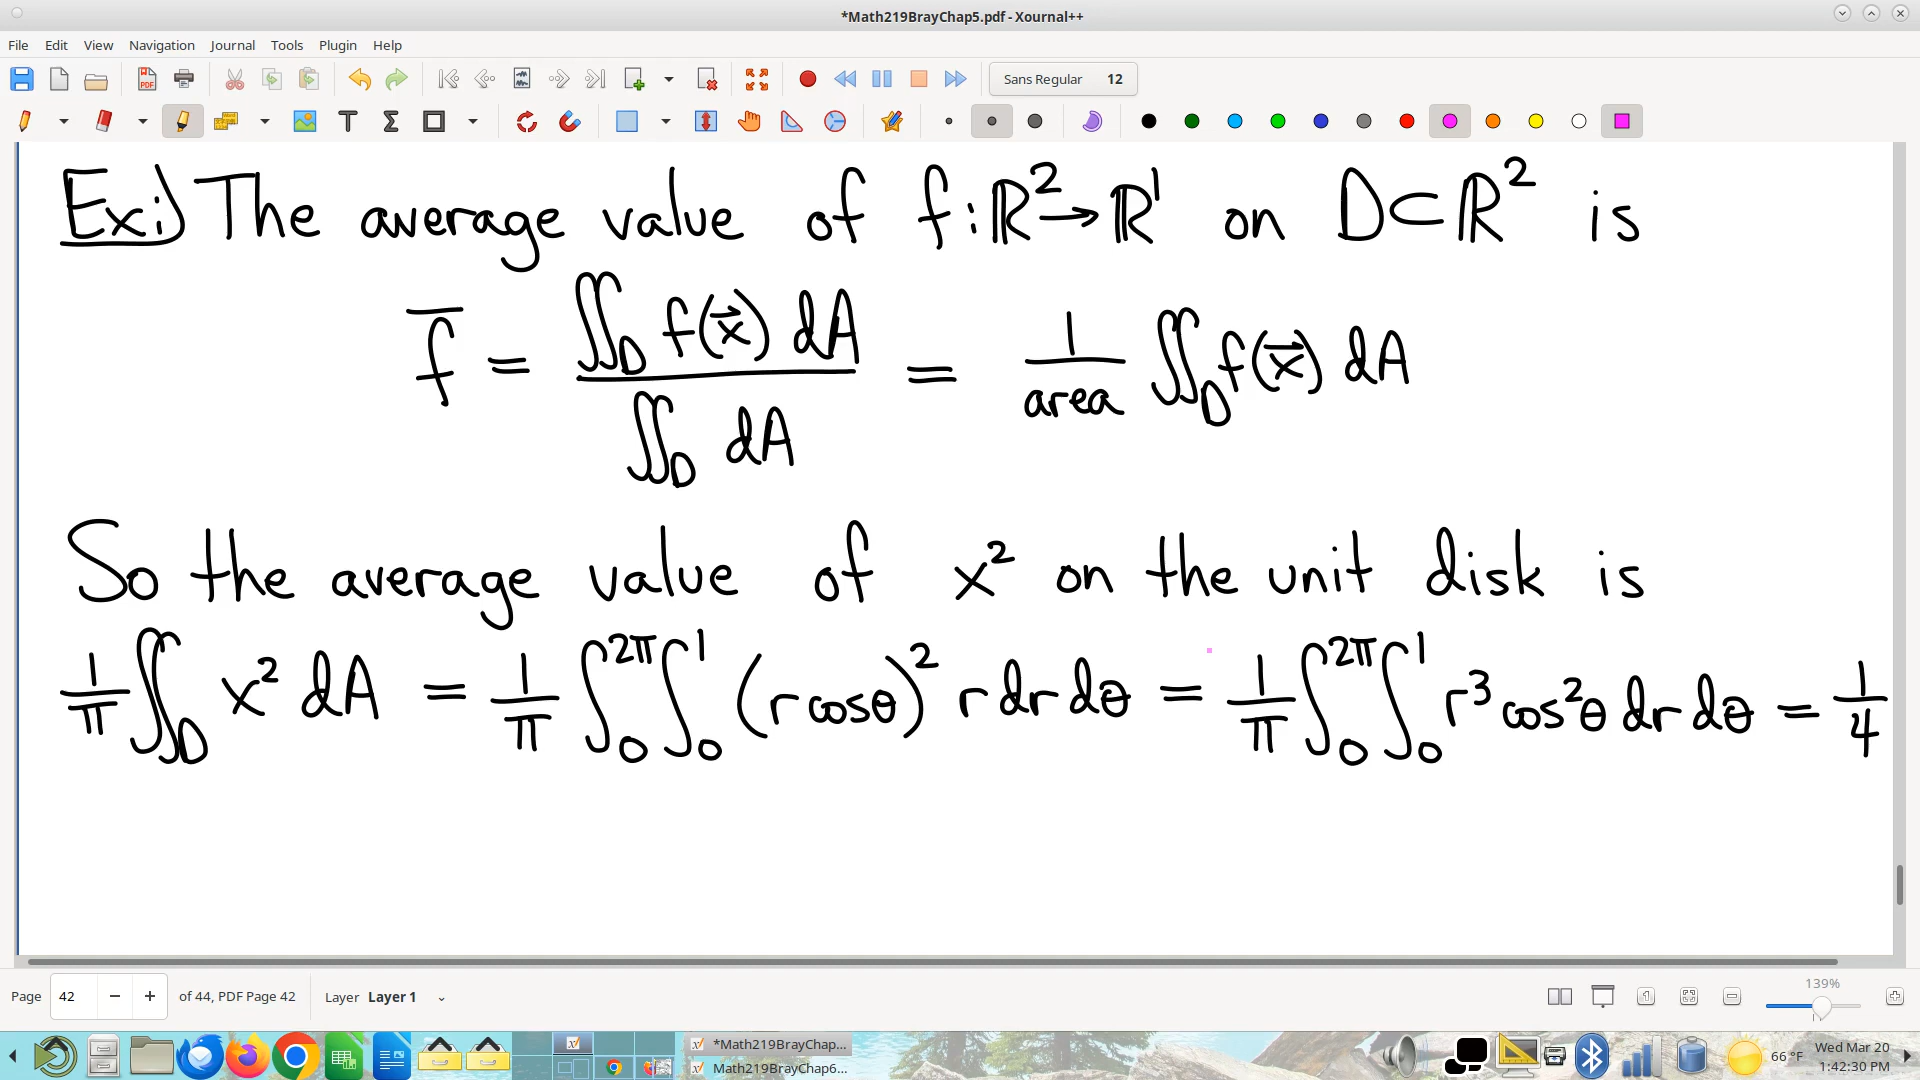 *Math219BrayChap5.pdf - Xournal++
File Edit View Navigation Journal Tools Plugin Help
Sans Regular 12
Ex:) The average value of f:ℝ²→ℝ¹ on D⊂ℝ² is
f̄ = ∬_D f(x⃗) dA / ∬_D dA = 1/area ∬_D f(x⃗) dA
So the average value of x² on the unit disk is
1/π ∬_D x² dA = 1/π ∫_0^2π ∫_0^1 (r cosθ)² r dr dθ = 1/π ∫_0^2π ∫_0^1 r³ cos²θ dr dθ = 1/4
Page 42 − + of 44, PDF Page 42 Layer Layer 1 139%
*Math219BrayChap...
Math219BrayChap6...
66 °F
Wed Mar 20
1:42:30 PM